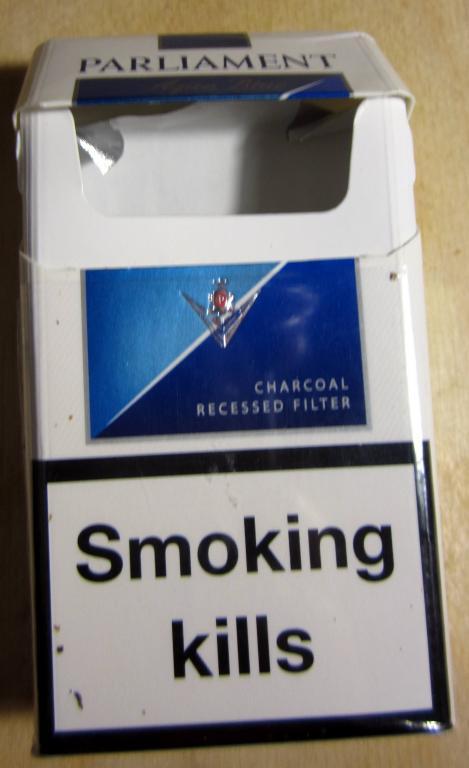 PARLIAMENT
CHARCOAL
RECESSED FILTER
Smoking
kills